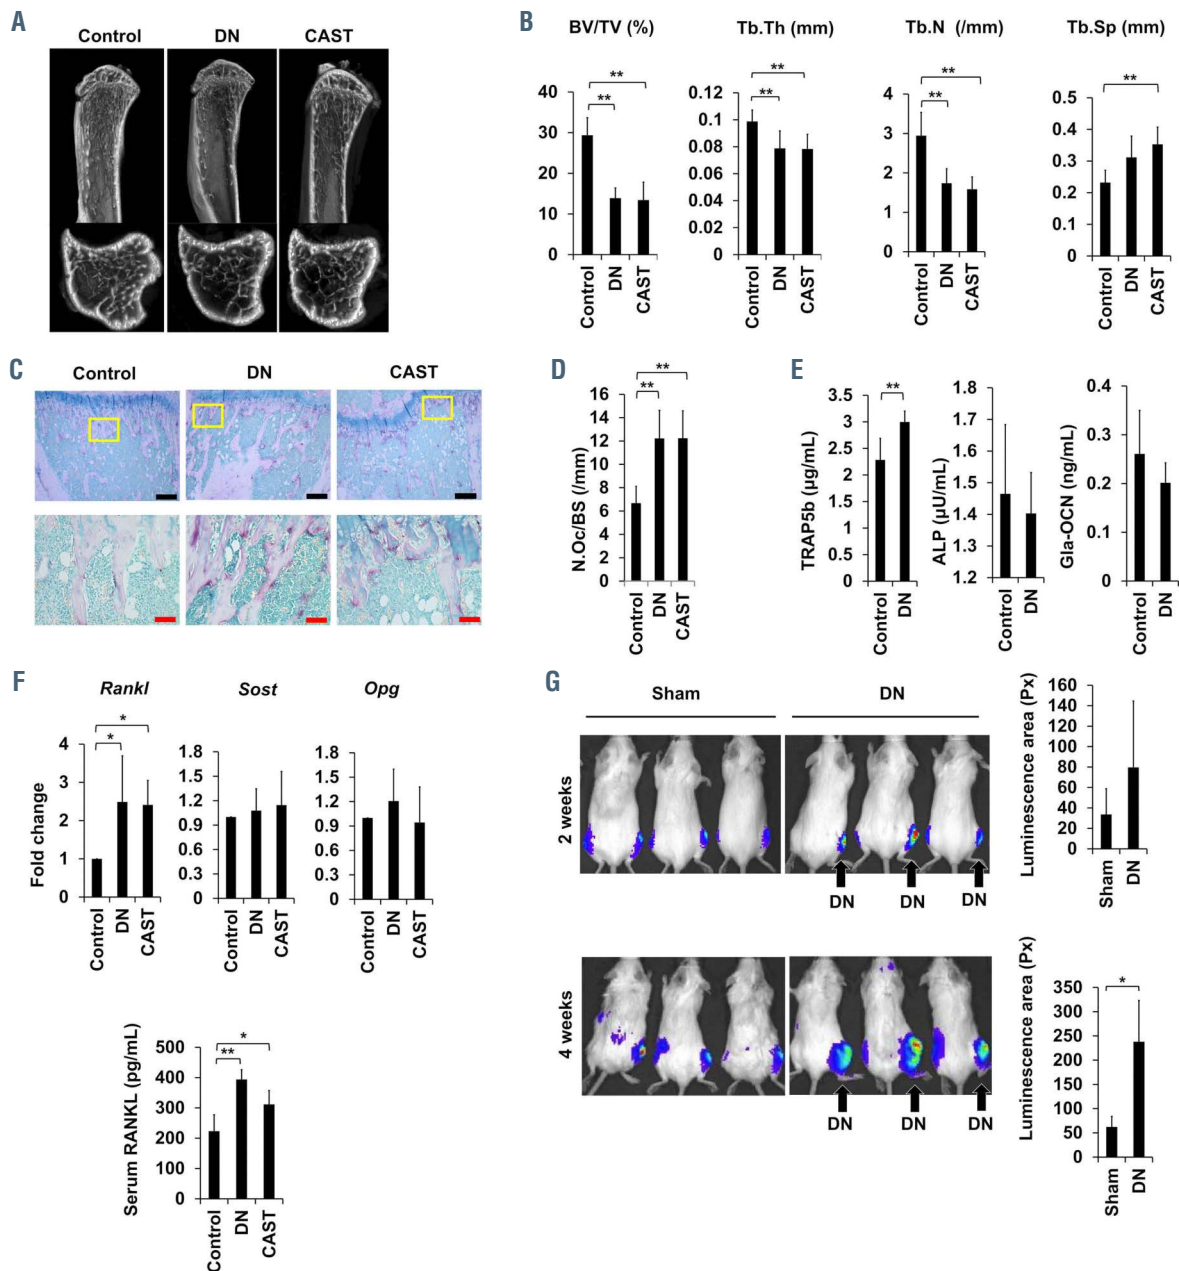 A
Control DN CAST
B
BV/TV (%) Tb.Th (mm) Tb.N (/mm) Tb.Sp (mm)
**
**
40
30
20
10
0
Control
DN
CAST
**
**
0.12
0.1
0.08
0.06
0.04
0.02
0
Control
DN
CAST
**
**
4
3
2
1
0
Control
DN
CAST
**
0.5
0.4
0.3
0.2
0.1
0
Control
DN
CAST
C
Control DN CAST
D
N.Oc/BS (/mm)
**
**
16
14
12
10
8
6
4
2
0
Control
DN
CAST
E
TRAP5b (µg/mL)
**
3.5
3
2.5
2
1.5
1
0.5
0
Control
DN
ALP (µU/mL)
1.8
1.6
1.4
1.2
Control
DN
Gla-OCN (ng/mL)
0.4
0.3
0.2
0.1
0
Control
DN
F
Rankl Sost Opg
Fold change
*
*
4
3
2
1
0
Control
DN
CAST
1.8
1.5
1.2
0.9
0.6
0.3
0
Control
DN
CAST
1.8
1.5
1.2
0.9
0.6
0.3
0
Control
DN
CAST
Serum RANKL (pg/mL)
*
**
500
400
300
200
100
0
Control
DN
CAST
G
Sham DN
2 weeks
DN DN DN
Luminescence area (Px)
160
140
120
100
80
60
40
20
0
Sham
DN
4 weeks
DN DN DN
Luminescence area (Px)
*
350
300
250
200
150
100
50
0
Sham
DN